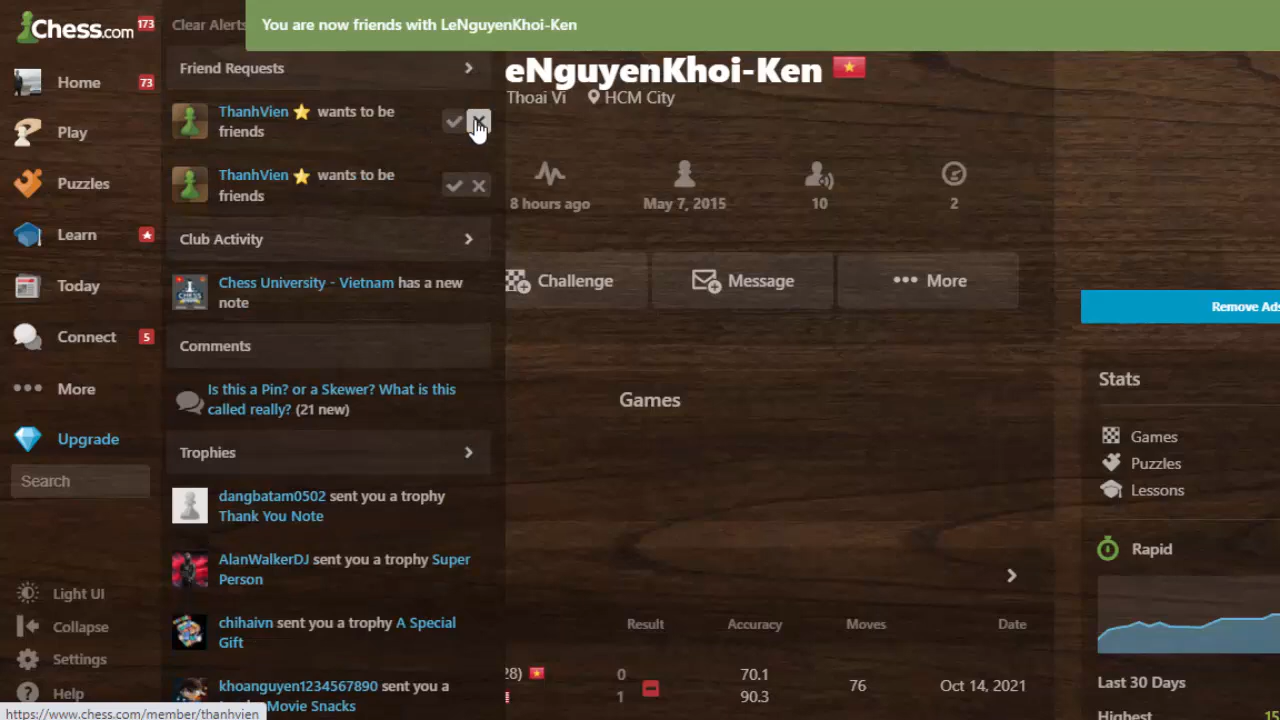 Chess.com 173
Home 73
Play
Puzzles
Learn
Today
Connect 5
More
Upgrade
Search
Light UI
Collapse
Settings
Help
https://www.chess.com/member/thanhvien
Clear Alerts
You are now friends with LeNguyenKhoi-Ken
Friend Requests
ThanhVien wants to be
friends
ThanhVien wants to be
friends
Club Activity
Chess University - Vietnam has a new
note
Comments
Is this a Pin? or a Skewer? What is this
called really? (21 new)
Trophies
dangbatam0502 sent you a trophy
Thank You Note
AlanWalkerDJ sent you a trophy Super
Person
chihaivn sent you a trophy A Special
Gift
khoanguyen1234567890 sent you a
Movie Snacks
eNguyenKhoi-Ken
Thoai Vi HCM City
8 hours ago May 7, 2015 10 2
Challenge Message More
Games
Result Accuracy Moves Date
28) 0 70.1
1 90.3
76 Oct 14, 2021
Remove Ads
Stats
Games
Puzzles
Lessons
Rapid
Last 30 Days
Highest